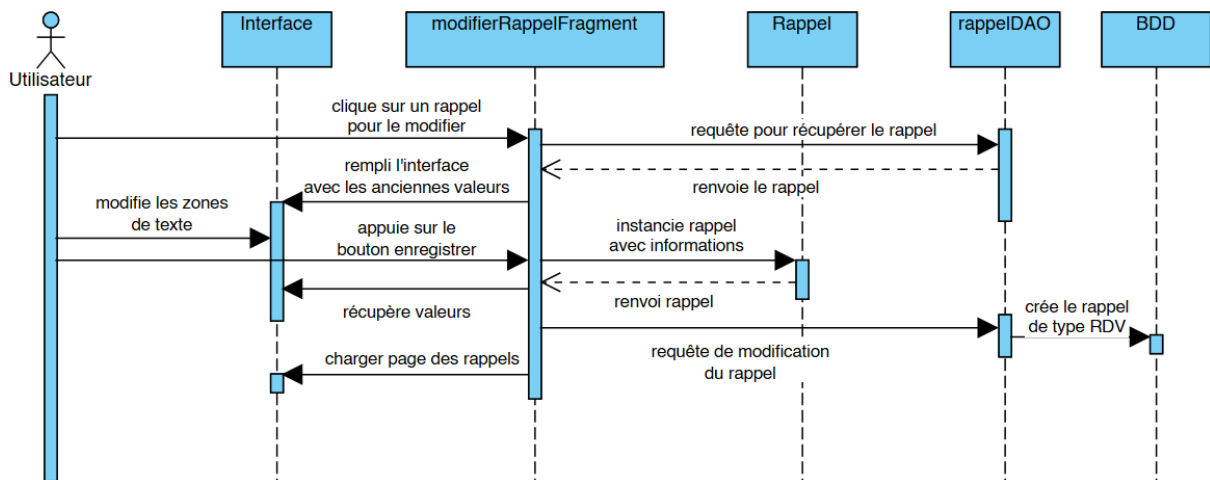 Interface
modifierRappelFragment
Rappel
rappelDAO
BDD
Utilisateur
clique sur un rappel
pour le modifier
requête pour récupérer le rappel
rempli l'interface
avec les anciennes valeurs
renvoie le rappel
modifie les zones
de texte
appuie sur le
bouton enregistrer
instancie rappel
avec informations
renvoi rappel
récupère valeurs
crée le rappel
de type RDV
charger page des rappels
requête de modification
du rappel